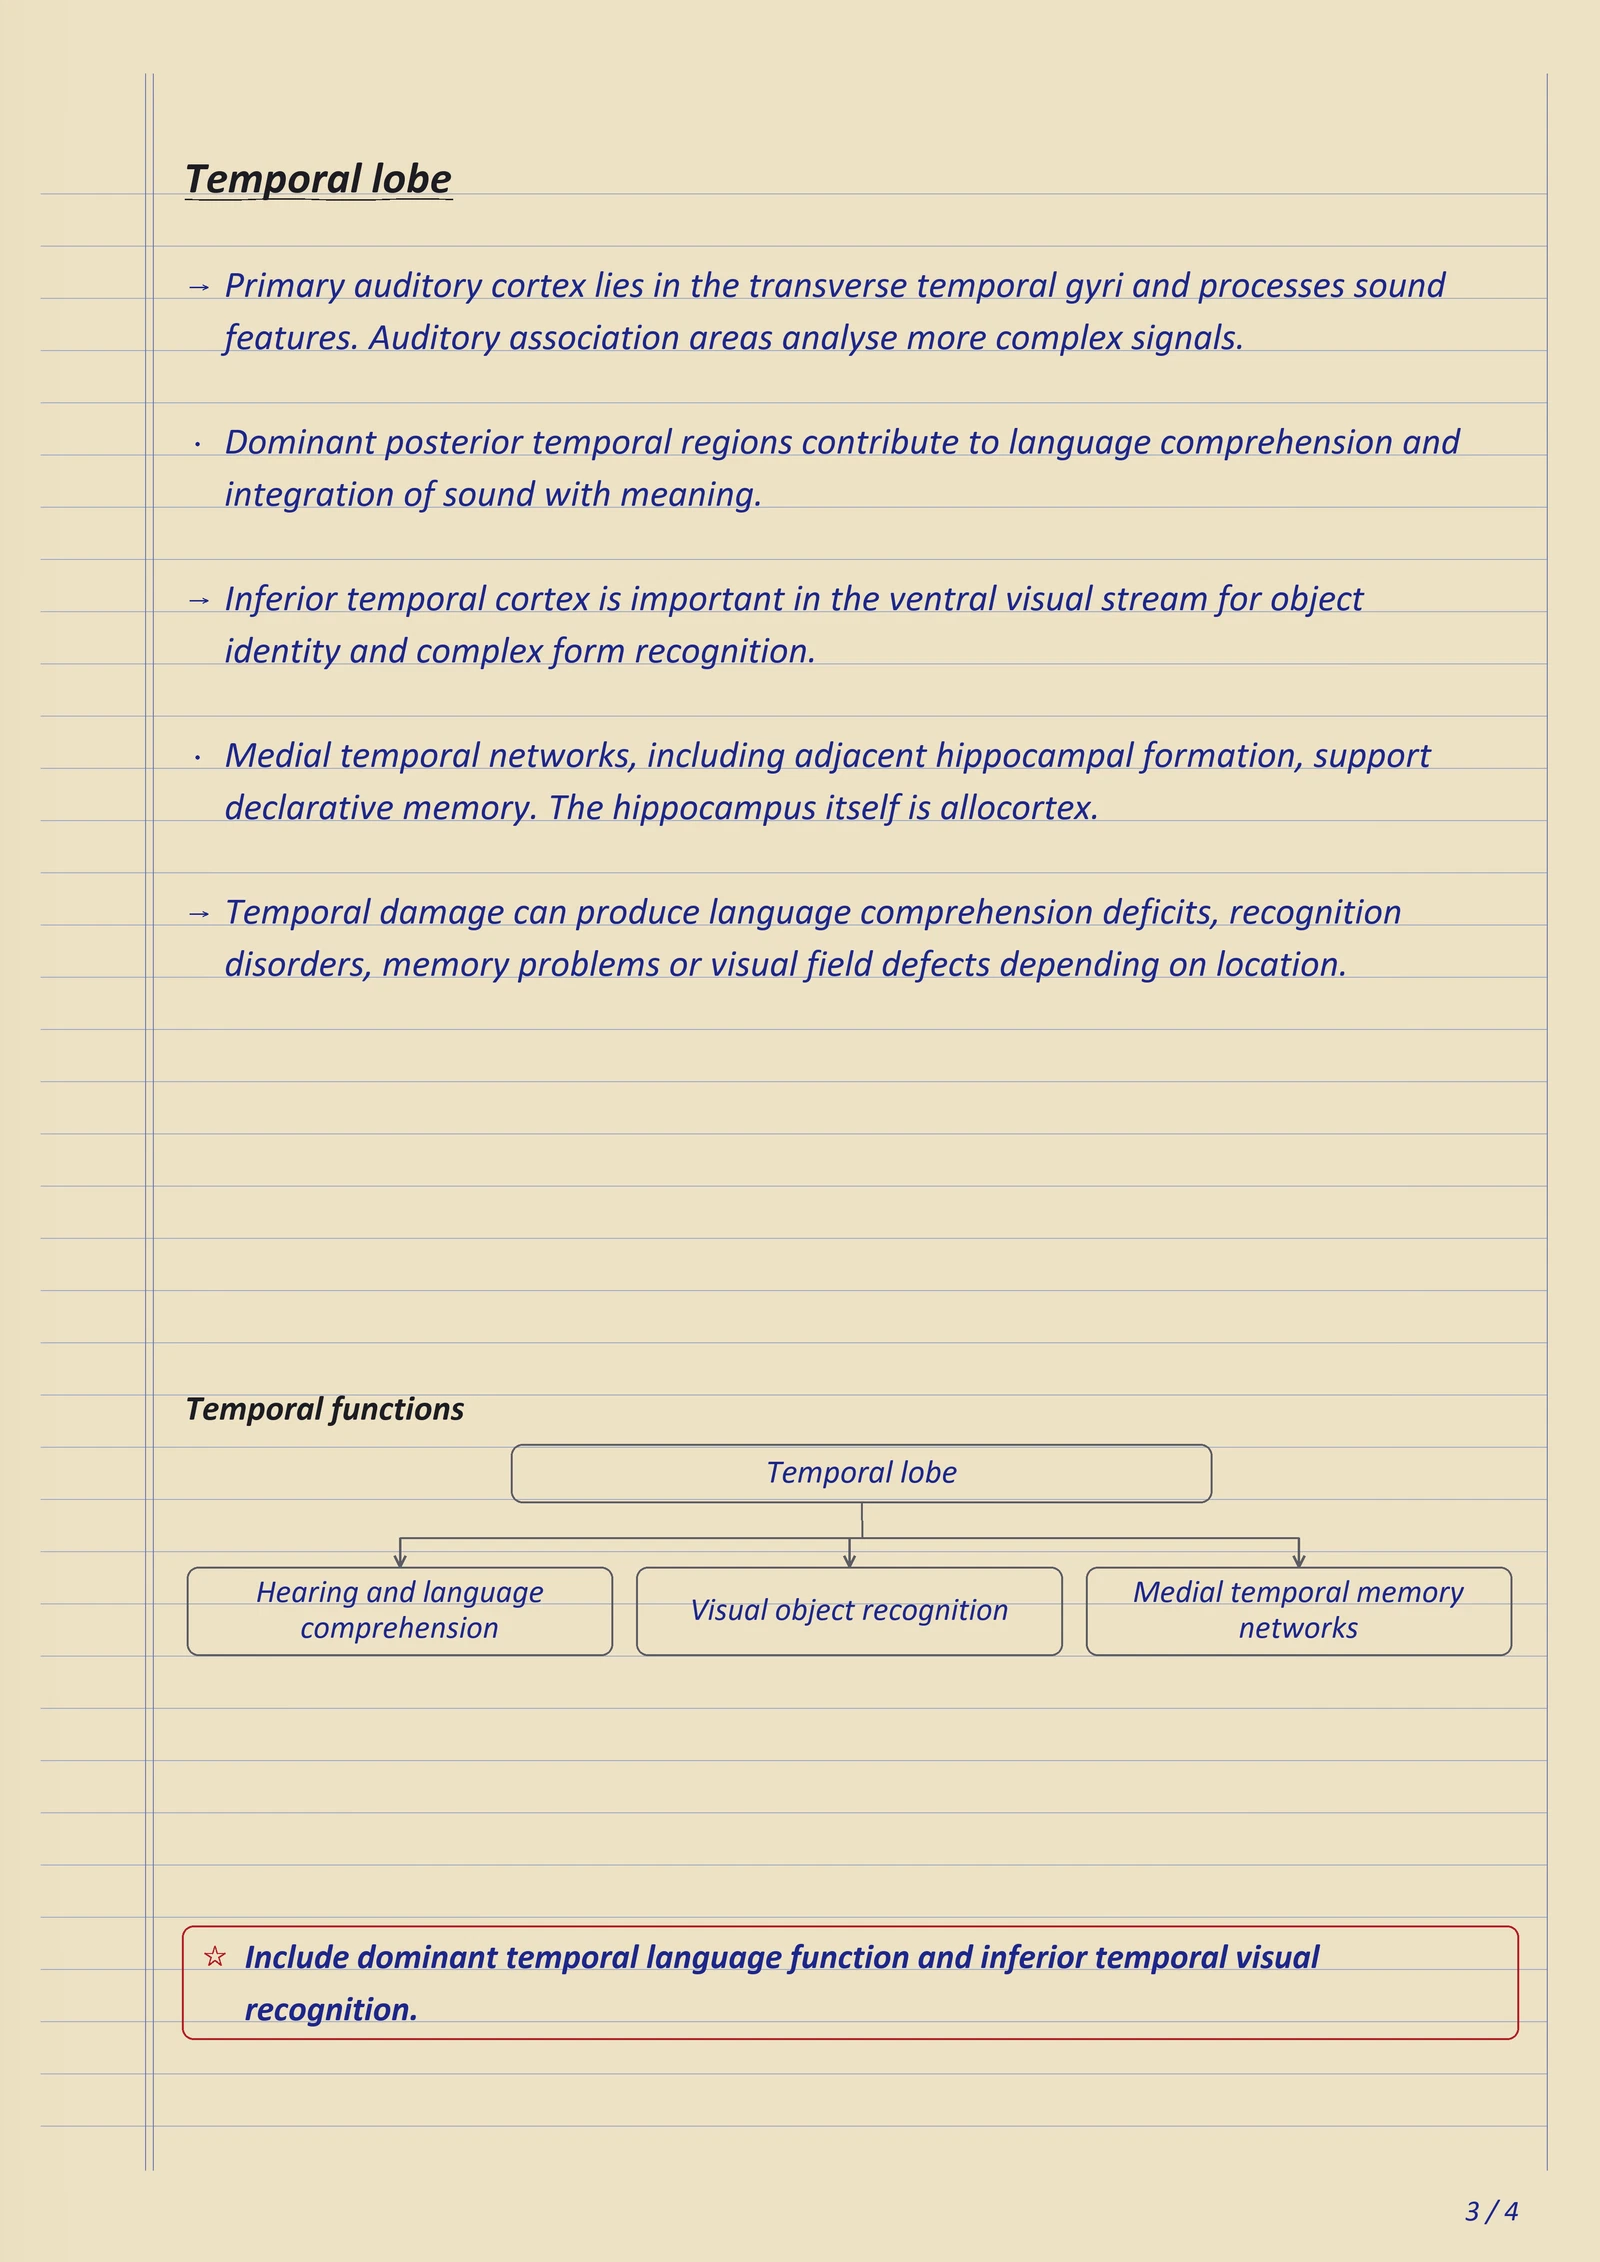 Temporal lobe
→ Primary auditory cortex lies in the transverse temporal gyri and processes sound
features. Auditory association areas analyse more complex signals.
· Dominant posterior temporal regions contribute to language comprehension and
integration of sound with meaning.
→ Inferior temporal cortex is important in the ventral visual stream for object
identity and complex form recognition.
· Medial temporal networks, including adjacent hippocampal formation, support
declarative memory. The hippocampus itself is allocortex.
→ Temporal damage can produce language comprehension deficits, recognition
disorders, memory problems or visual field defects depending on location.
Temporal functions
Temporal lobe
Hearing and language
comprehension
Visual object recognition
Medial temporal memory
networks
☆ Include dominant temporal language function and inferior temporal visual
recognition.
3 / 4